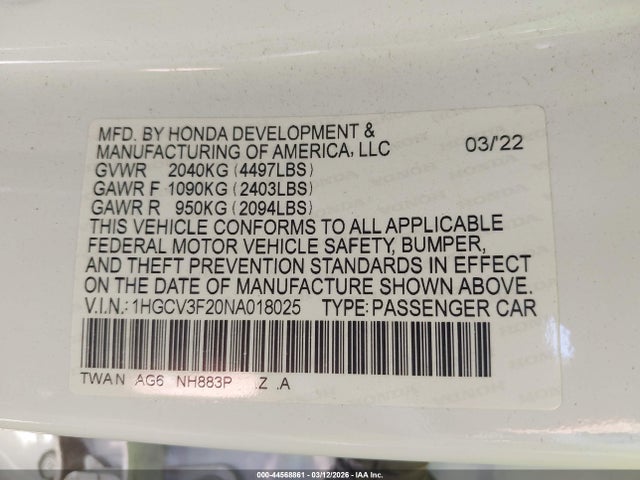 MFD. BY HONDA DEVELOPMENT &
MANUFACTURING OF AMERICA, LLC 03/'22
GVWR 2040KG (4497LBS)
GAWR F 1090KG (2403LBS)
GAWR R 950KG (2094LBS)
THIS VEHICLE CONFORMS TO ALL APPLICABLE
FEDERAL MOTOR VEHICLE SAFETY, BUMPER,
AND THEFT PREVENTION STANDARDS IN EFFECT
ON THE DATE OF MANUFACTURE SHOWN ABOVE.
V.I.N.: 1HGCV3F20NA018025 TYPE: PASSENGER CAR
TWAN AG6 NH883P .Z .A
000-44568861 | 03/12/2026 | IAA Inc.